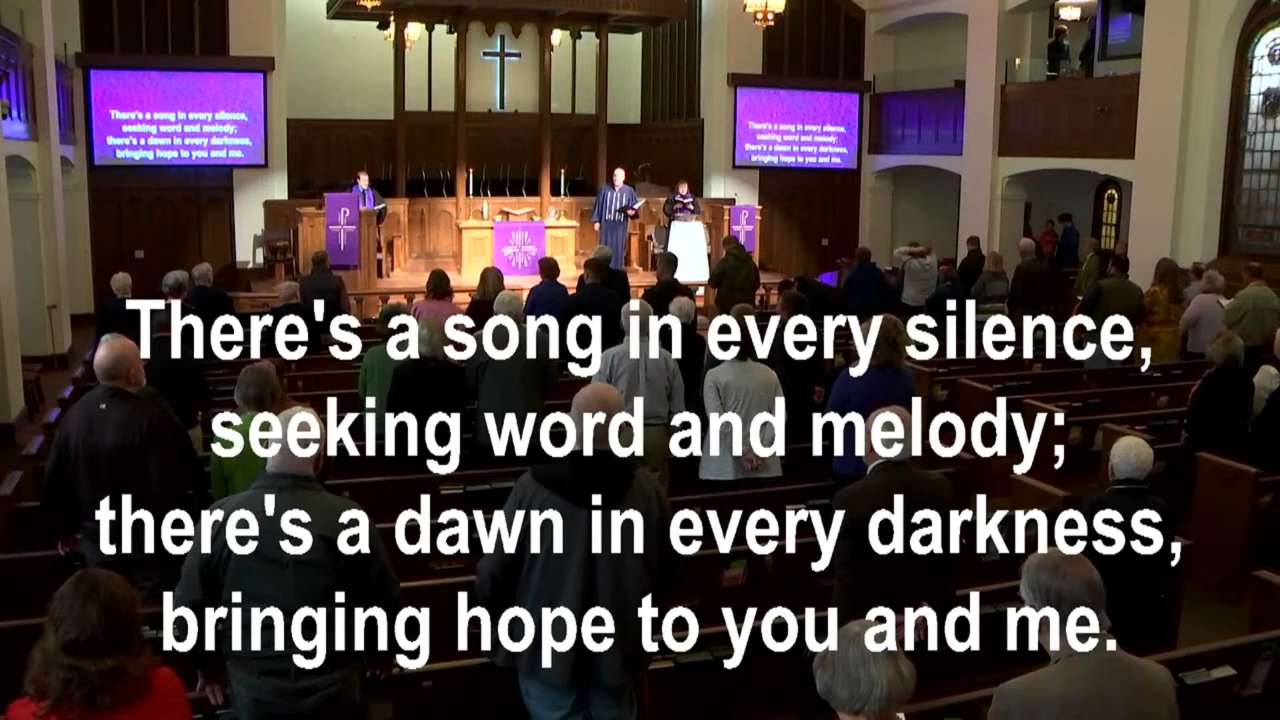 There's a song in every silence,
seeking word and melody;
there's a dawn in every darkness,
bringing hope to you and me.
There's a song in every silence,
seeking word and melody;
there's a dawn in every darkness,
bringing hope to you and me.
There's a song in every silence,
seeking word and melody;
there's a dawn in every darkness,
bringing hope to you and me.